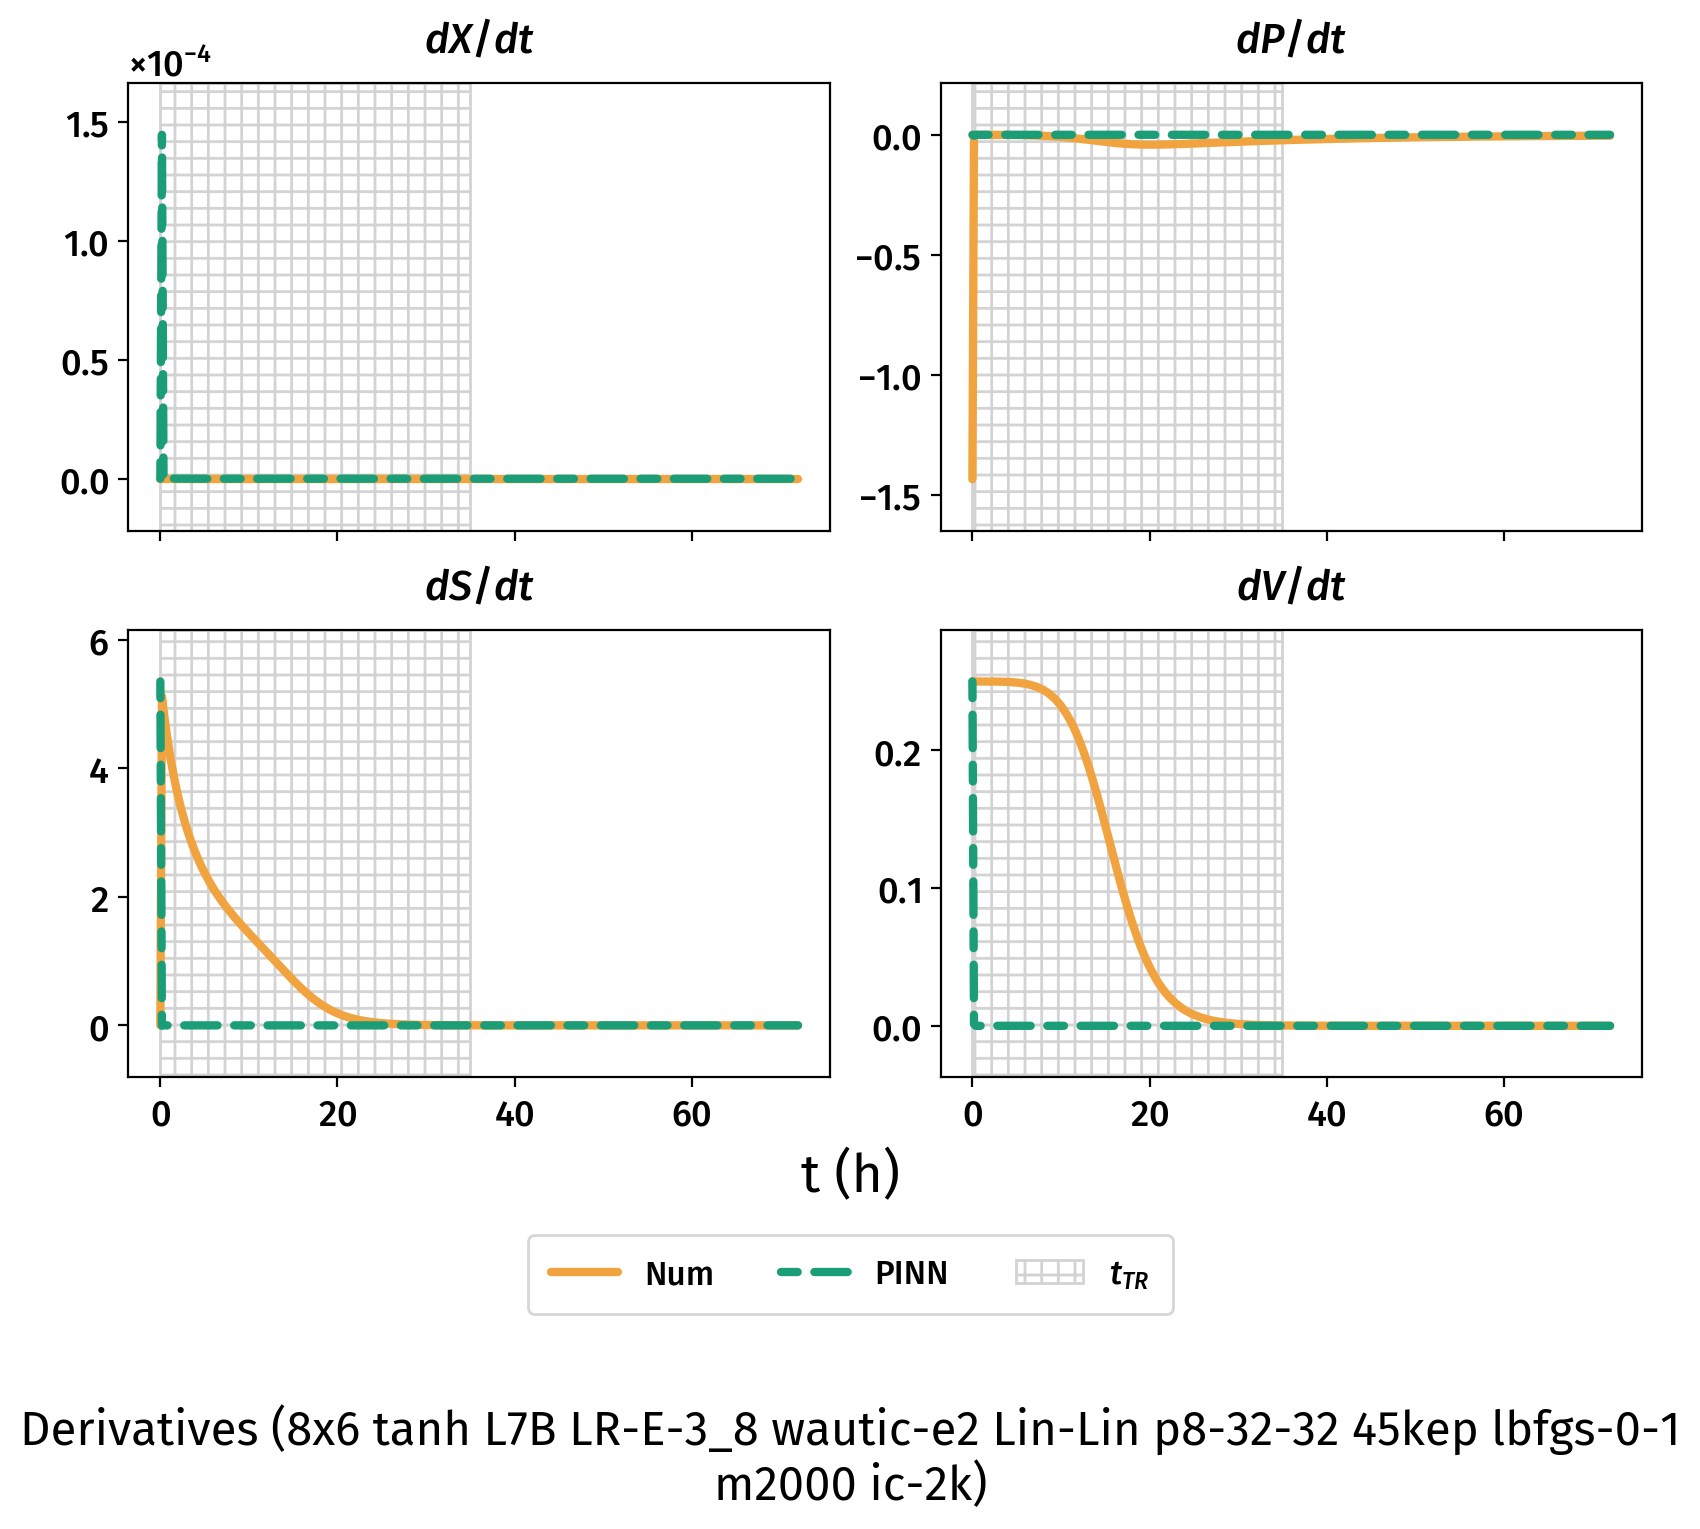 dX/dt
dP/dt
×10⁻⁴
1.5
1.0
0.5
0.0
0.0
−0.5
−1.0
−1.5
dS/dt
dV/dt
6
4
2
0
0.2
0.1
0.0
0 20 40 60
0 20 40 60
t (h)
Num PINN t_TR
Derivatives (8x6 tanh L7B LR-E-3_8 wautic-e2 Lin-Lin p8-32-32 45kep lbfgs-0-1
m2000 ic-2k)